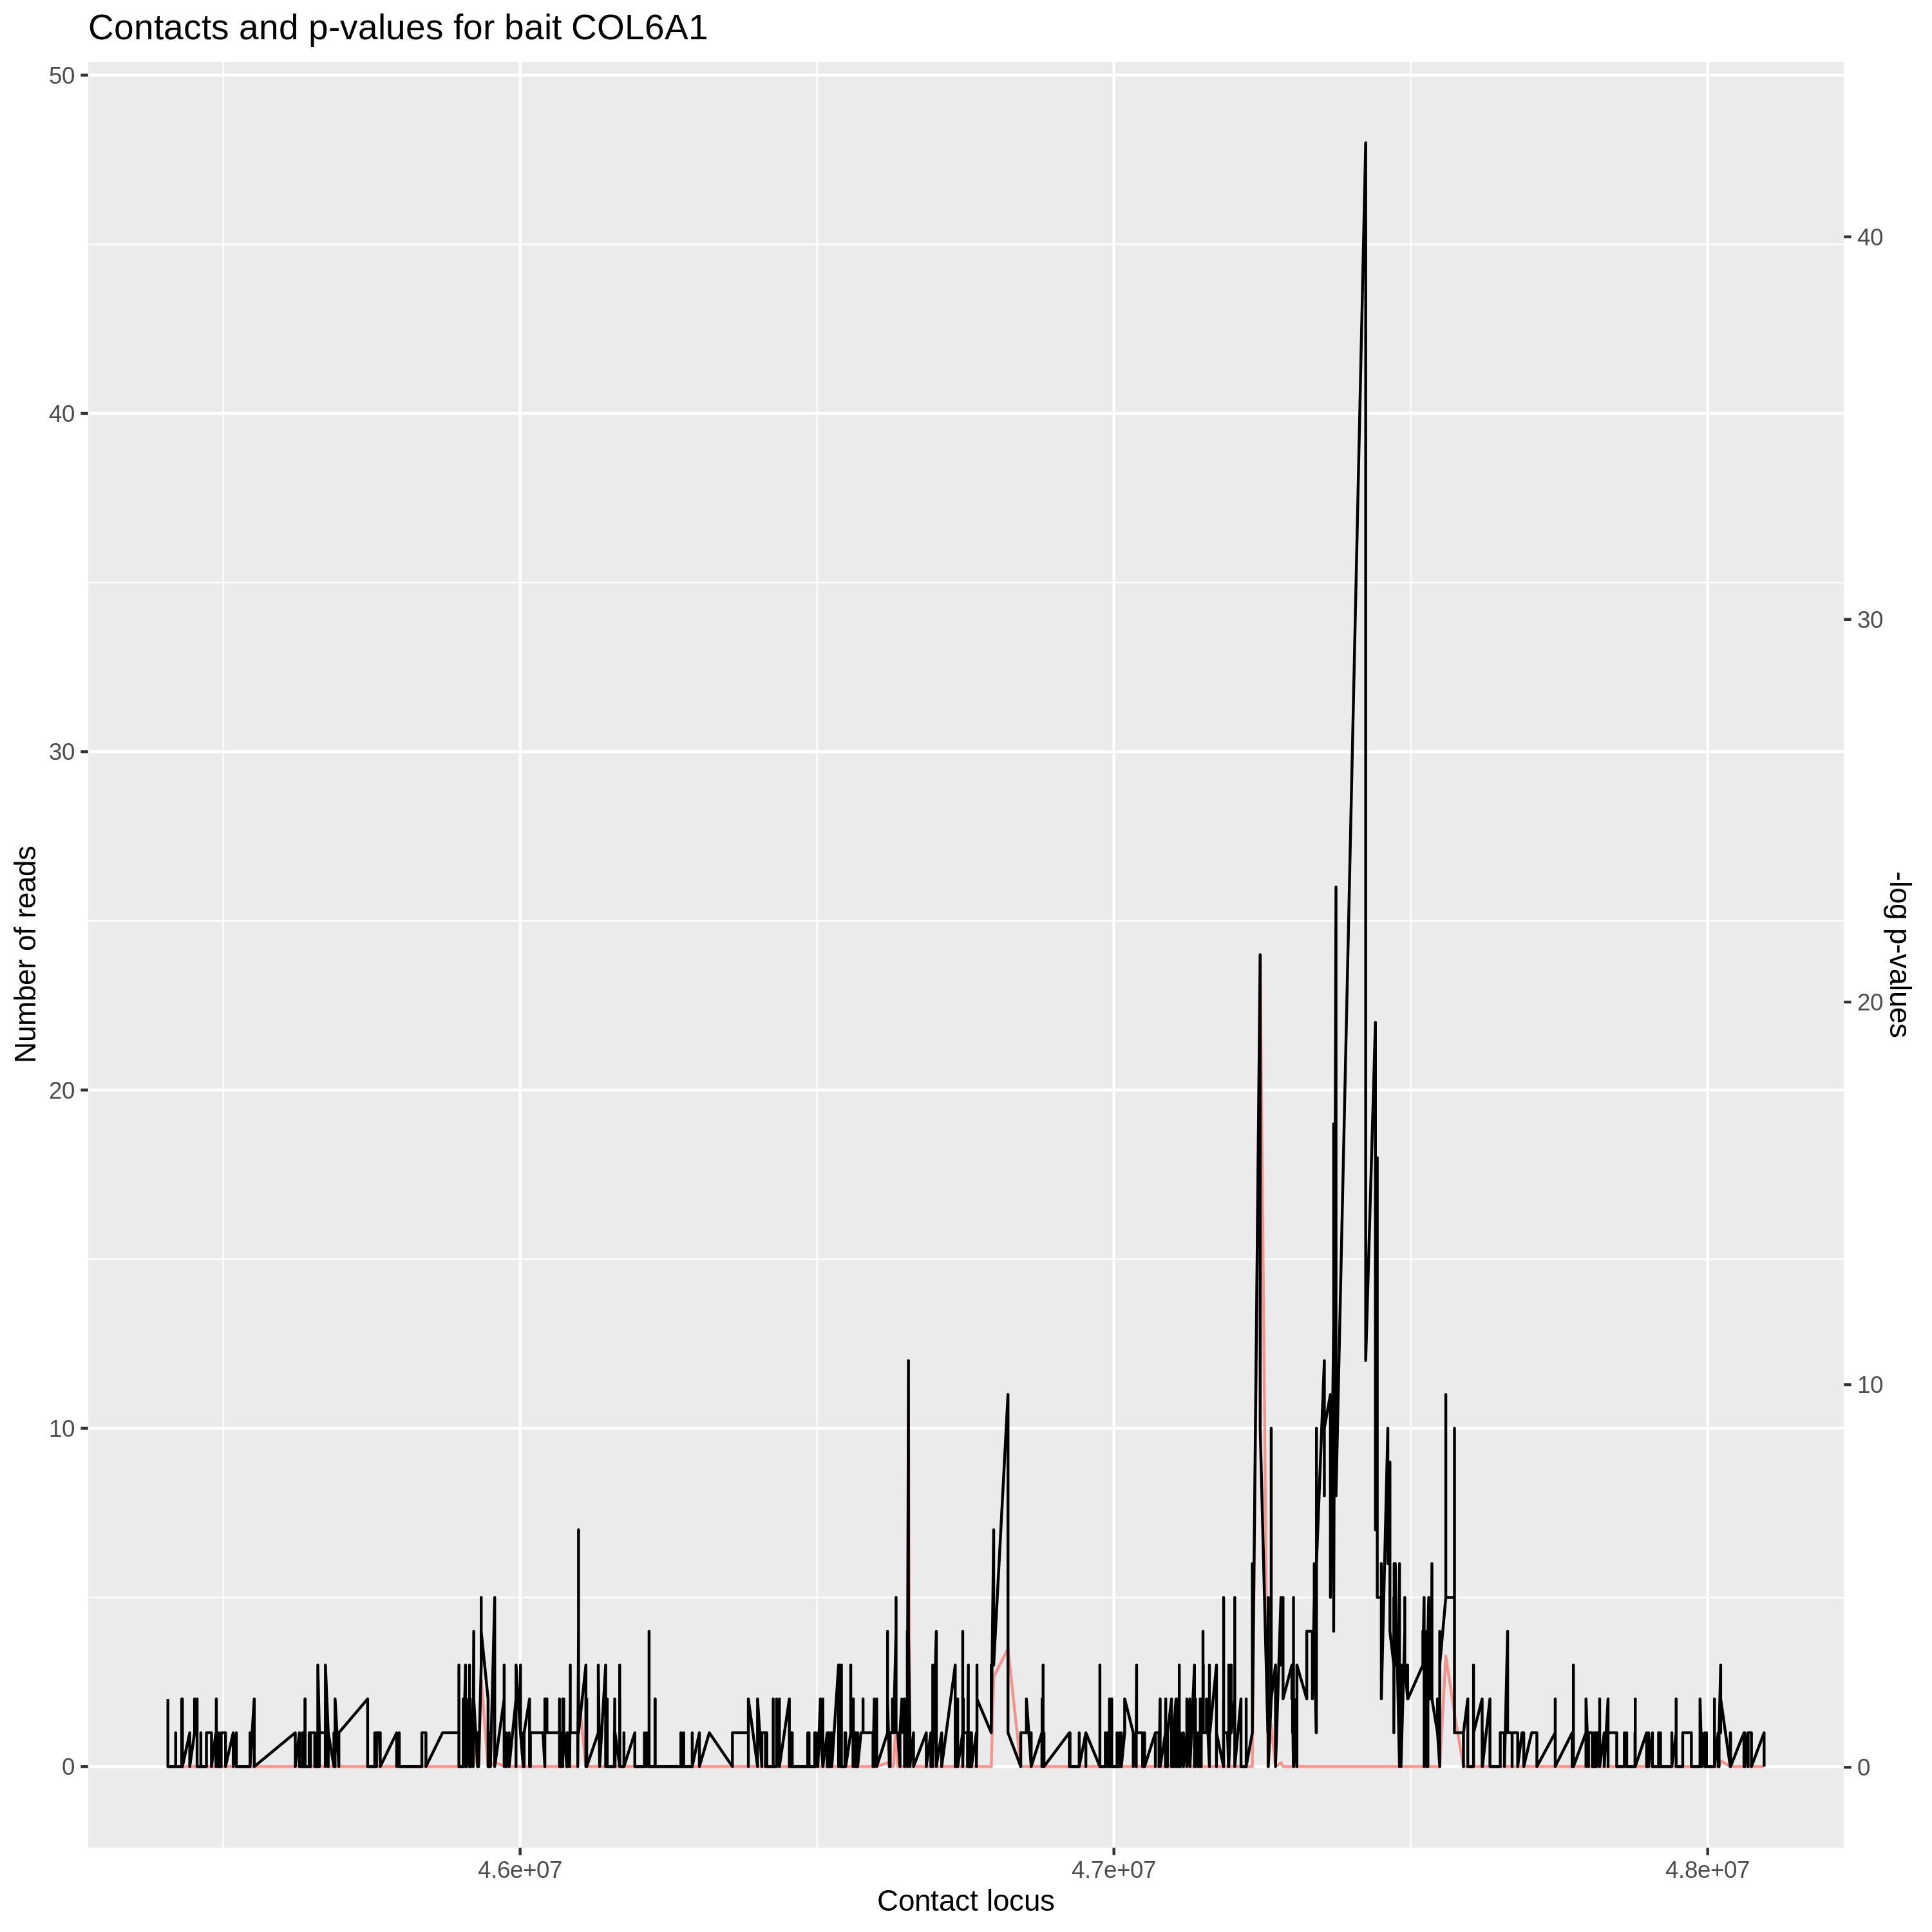 Contacts and p-values for bait COL6A1
50
40
30
20
10
0
Number of reads
40
30
20
10
0
-log p-values
4.6e+07
4.7e+07
4.8e+07
Contact locus